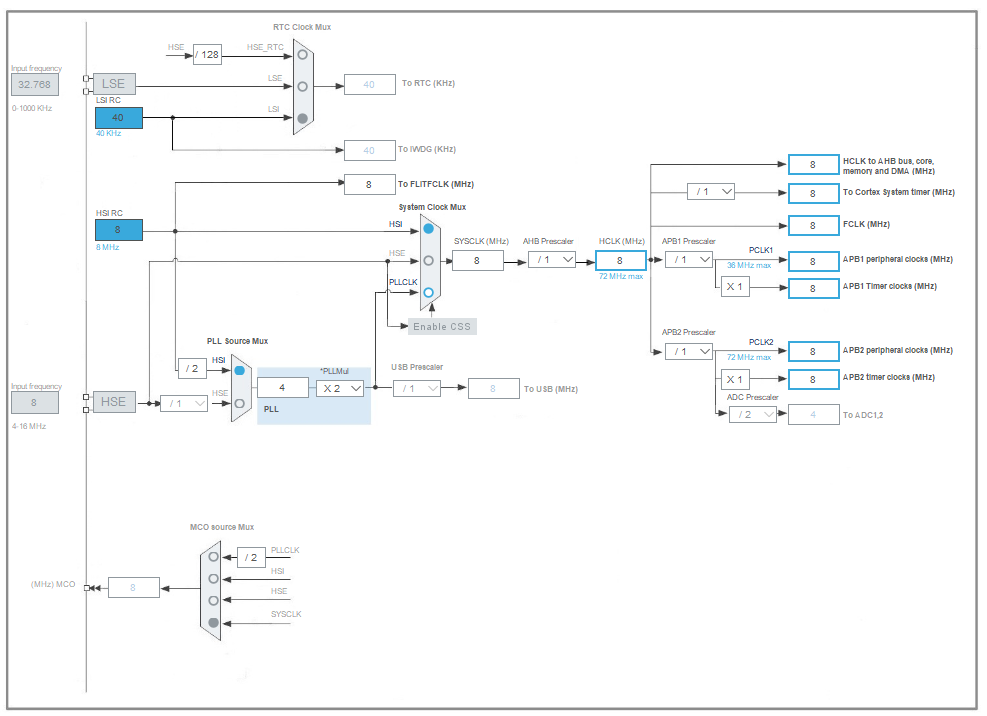 RTC Clock Mux
HSE
/ 128
HSE_RTC
Input frequency
32.768
0-1000 KHz
LSE
LSE
40
To RTC (KHz)
LSI RC
40
40 KHz
LSI
40
To IWDG (KHz)
8
To FLITFCLK (MHz)
System Clock Mux
HSI RC
8
8 MHz
HSI
HSE
PLLCLK
SYSCLK (MHz)
8
AHB Prescaler
/ 1
HCLK (MHz)
8
72 MHz max
Enable CSS
8
HCLK to AHB bus, core,
memory and DMA (MHz)
/ 1
8
To Cortex System timer (MHz)
8
FCLK (MHz)
APB1 Prescaler
/ 1
PCLK1
36 MHz max
8
APB1 peripheral clocks (MHz)
X 1
8
APB1 Timer clocks (MHz)
APB2 Prescaler
/ 1
PCLK2
72 MHz max
8
APB2 peripheral clocks (MHz)
X 1
8
APB2 timer clocks (MHz)
ADC Prescaler
/ 2
4
To ADC1,2
PLL Source Mux
/ 2
HSI
HSE
Input frequency
8
4-16 MHz
HSE
/ 1
4
*PLLMul
X 2
PLL
USB Prescaler
/ 1
8
To USB (MHz)
MCO source Mux
/ 2
PLLCLK
HSI
HSE
SYSCLK
(MHz) MCO
8